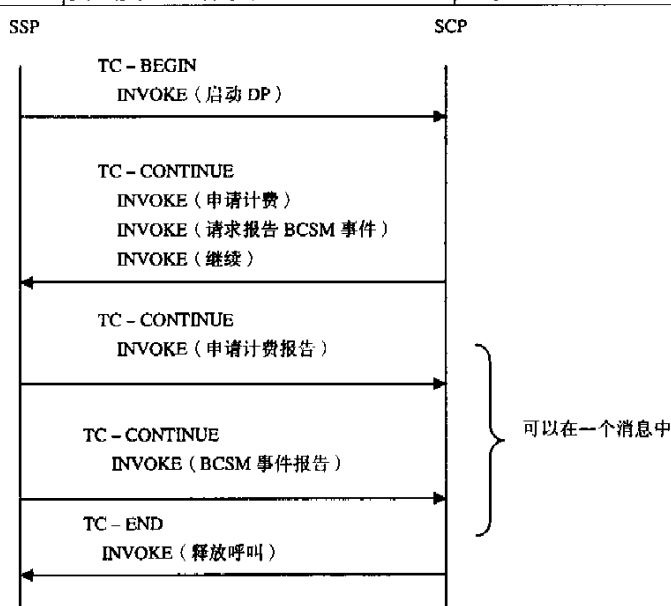 SSP
SCP
TC – BEGIN
INVOKE（启动 DP）
TC – CONTINUE
INVOKE（申请计费）
INVOKE（请求报告 BCSM 事件）
INVOKE（继续）
TC – CONTINUE
INVOKE（申请计费报告）
可以在一个消息中
TC – CONTINUE
INVOKE（BCSM 事件报告）
TC – END
INVOKE（释放呼叫）